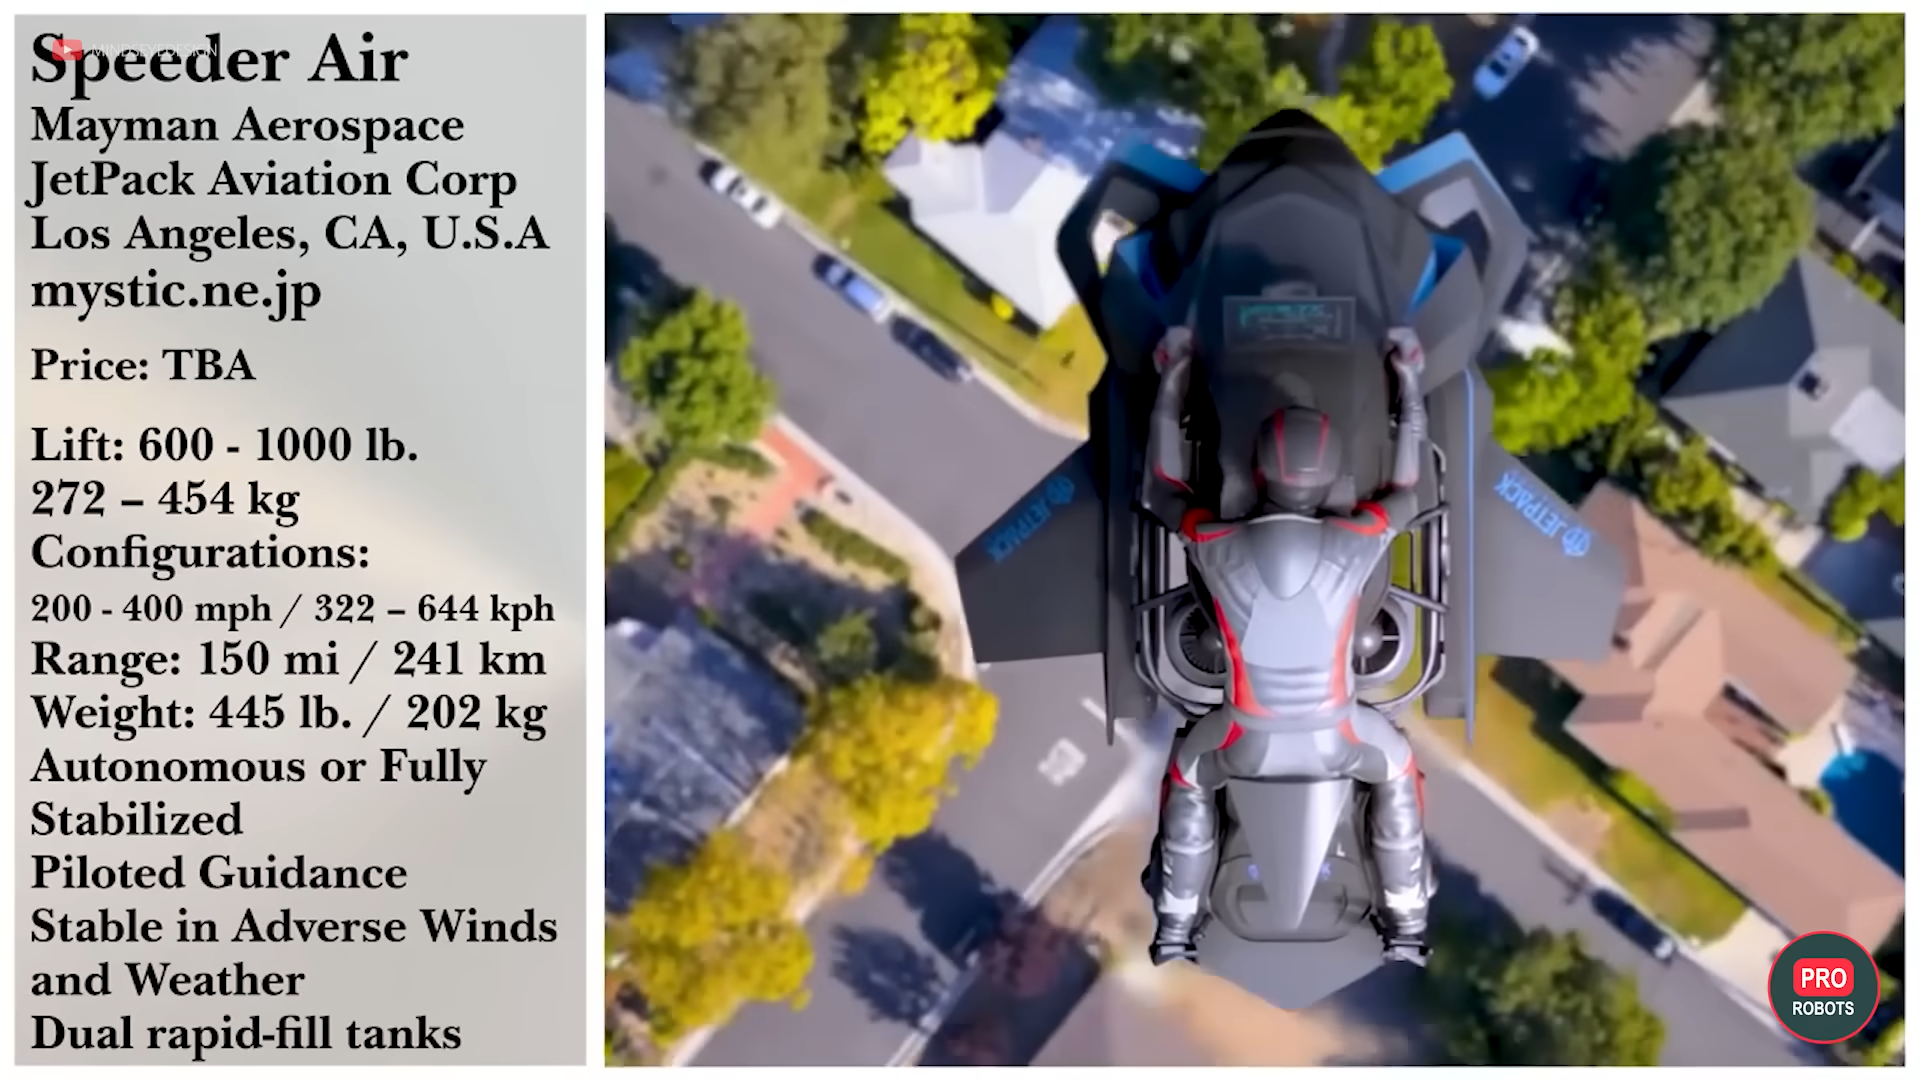 MINDSEYEDESIGN
Speeder Air
Mayman Aerospace
JetPack Aviation Corp
Los Angeles, CA, U.S.A
mystic.ne.jp
Price: TBA
Lift: 600 - 1000 lb.
272 – 454 kg
Configurations:
200 - 400 mph / 322 – 644 kph
Range: 150 mi / 241 km
Weight: 445 lb. / 202 kg
Autonomous or Fully
Stabilized
Piloted Guidance
Stable in Adverse Winds
and Weather
Dual rapid-fill tanks
JETPACK
JETPACK
PRO
ROBOTS